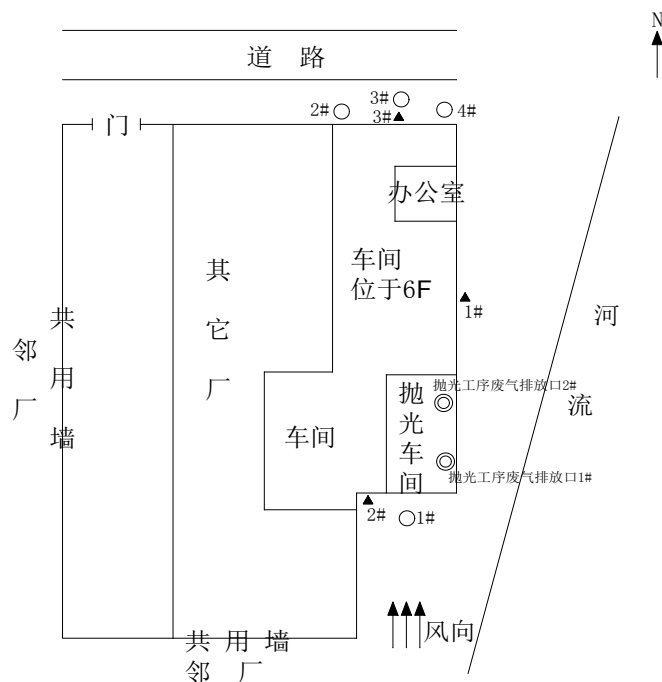 N
道 路
3#
2#
4#
3#
门
办公室
车间
位于6F
其它厂
1#
河流
共用墙
邻厂
抛光工序废气排放口2#
抛光车间
车间
抛光工序废气排放口1#
2#
1#
风向
共 用 墙
邻 厂